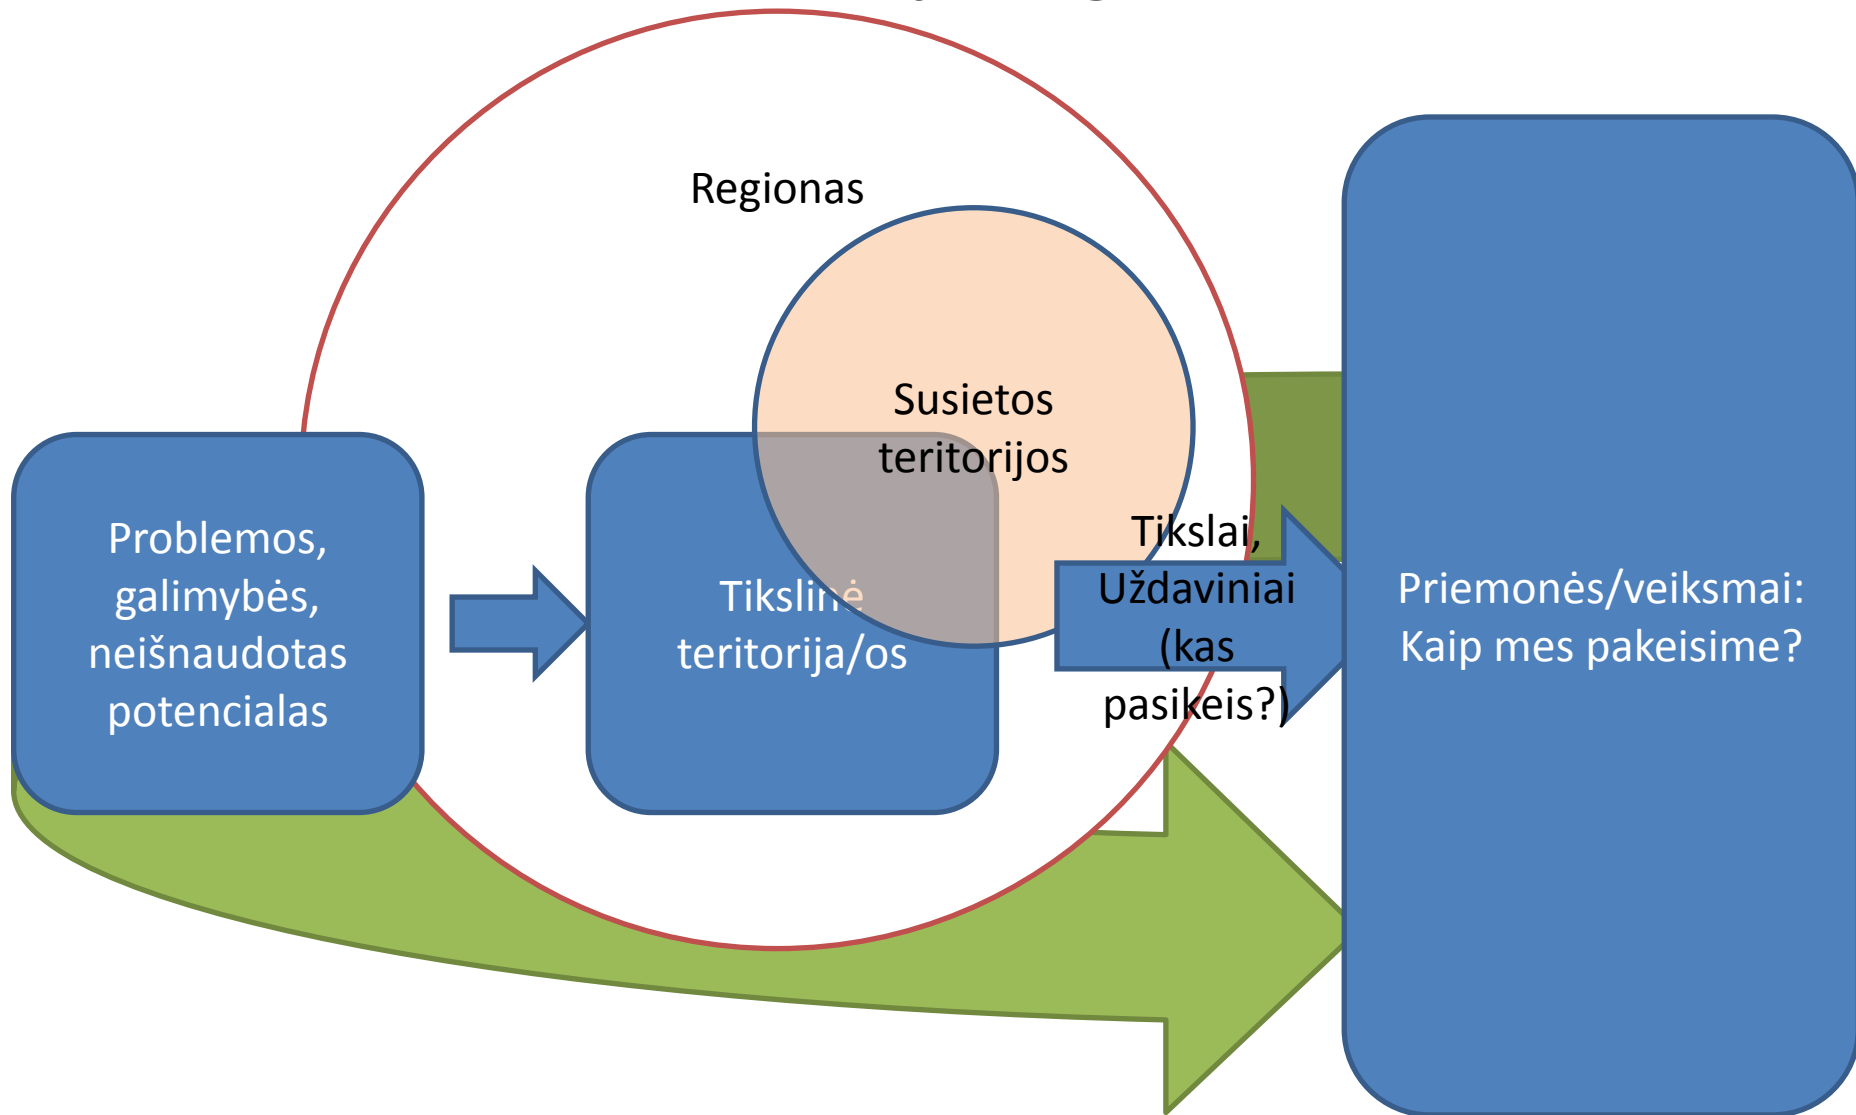 Regionas
Susietos
teritorijos
Problemos,
galimybės,
neišnaudotas
potencialas
Tikslinė
teritorija/os
Tikslai,
Uždaviniai
(kas
pasikeis?)
Priemonės/veiksmai:
Kaip mes pakeisime?